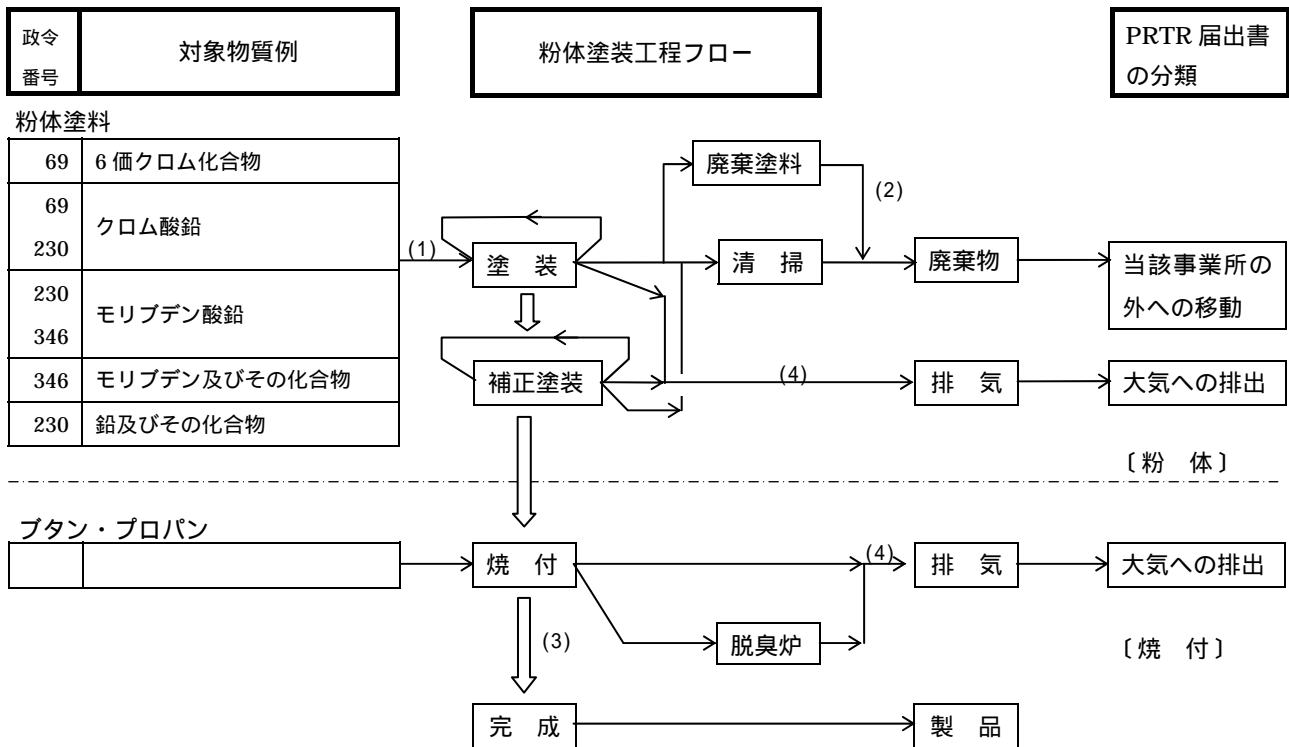 政令
番号
対象物質例
粉体塗装工程フロー
PRTR 届出書
の分類
粉体塗料
69
6 価クロム化合物
69
230
クロム酸鉛
230
346
モリブデン酸鉛
346
モリブデン及びその化合物
230
鉛及びその化合物
(1)
塗 装
補正塗装
廃棄塗料
(2)
清 掃
廃棄物
当該事業所の
外への移動
(4)
排 気
大気への排出
〔粉 体〕
ブタン・プロパン
焼 付
(4)
排 気
大気への排出
脱臭炉
(3)
〔焼 付〕
完 成
製 品